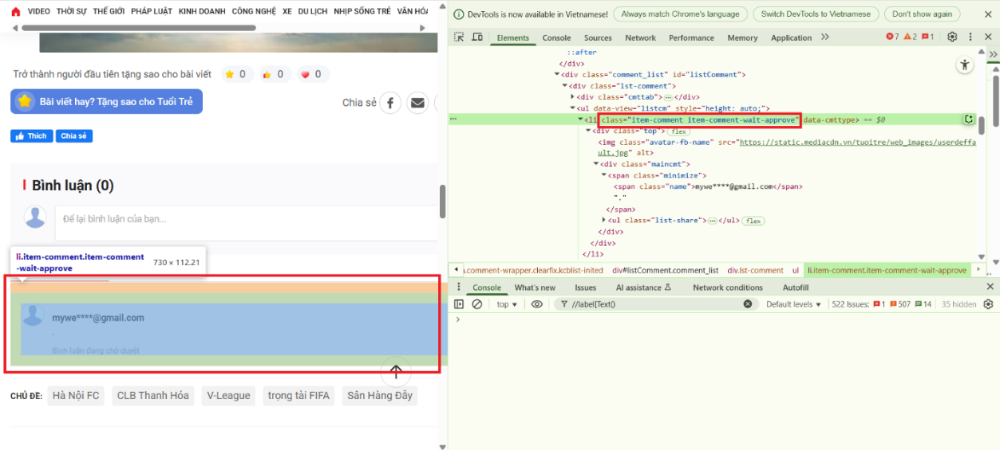 VIDEO THỜI SỰ THẾ GIỚI PHÁP LUẬT KINH DOANH CÔNG NGHỆ XE DU LỊCH NHỊP SỐNG TRẺ VĂN HÓA
Trở thành người đầu tiên tặng sao cho bài viết 0 0 0
Bài viết hay? Tặng sao cho Tuổi Trẻ
Chia sẻ
Thích Chia sẻ
Bình luận (0)
Để lại bình luận của bạn...
li.item-comment.item-comment
-wait-approve 730 × 112.21
mywe****@gmail.com
.
Bình luận đang chờ duyệt
CHỦ ĐỀ: Hà Nội FC CLB Thanh Hóa V-League trọng tài FIFA Sân Hàng Đẫy
DevTools is now available in Vietnamese! Always match Chrome's language Switch DevTools to Vietnamese Don't show again
Elements Console Sources Network Performance Memory Application 7 2 1
::after
</div>
<div class="comment_list" id="listComment">
<div class="lst-comment">
<div class="cmttab"> </div>
<ul data-view="listcm" style="height: auto;">
<li class="item-comment item-comment-wait-approve" data-cmttype> == $0
<div class="top"> flex
<img class="avatar-fb-name" src="https://static.mediacdn.vn/tuoitre/web_images/userdeffa
ult.jpg" alt>
<div class="maincmt">
<span class="minimize">
<span class="name">mywe****@gmail.com</span>
"."
</span>
<ul class="list-share"> </ul> flex
</div>
</div>
</li>
.comment-wrapper.clearfix.kcblist-inited div#listComment.comment_list div.lst-comment ul li.item-comment.item-comment-wait-approve
Console What's new Issues AI assistance Network conditions Autofill
top //label[Text() Default levels 522 Issues: 1 507 14 35 hidden